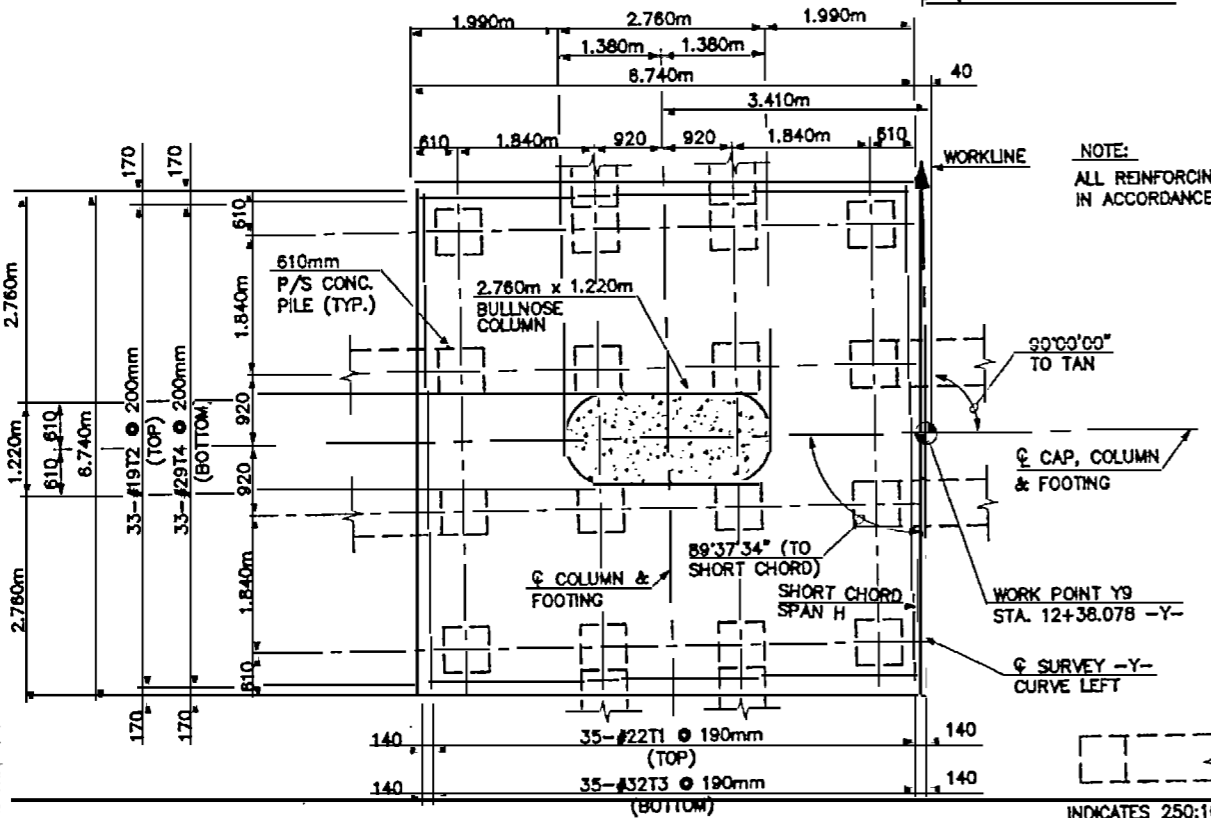 1.990m 2.760m 1.990m
1.380m 1.380m
6.740m 40
3.410m
610 1.840m 920 920 1.840m 610
WORKLINE
NOTE:
ALL REINFORCIN
IN ACCORDANCE
170 170
610
610mm
P/S CONC.
PILE (TYP.)
2.760m x 1.220m
BULLNOSE
COLUMN
2.760m
1.840m
90°00'00"
TO TAN
33-#19T2 @ 200mm
(TOP)
33-#29T4 @ 200mm
(BOTTOM)
920
1.220m
610 610
6.740m
920
℄ CAP, COLUMN
& FOOTING
89°37'34" (TO
SHORT CHORD)
℄ COLUMN &
FOOTING
SHORT CHORD
SPAN H
WORK POINT Y9
STA. 12+38.078 -Y-
2.760m
1.840m
℄ SURVEY -Y-
CURVE LEFT
610
170 170
140 35-#22T1 @ 190mm 140
(TOP)
140 35-#32T3 @ 190mm 140
(BOTTOM)
INDICATES 250:1